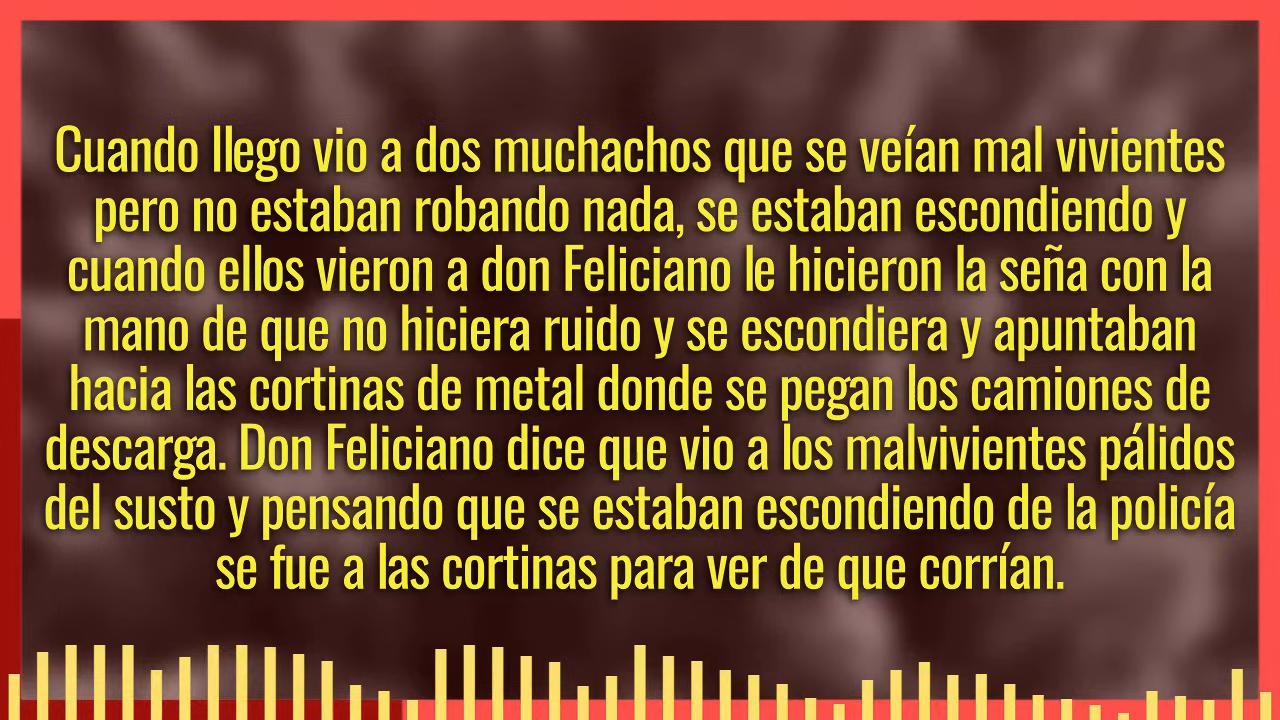 Cuando llego vio a dos muchachos que se veían mal vivientes
pero no estaban robando nada, se estaban escondiendo y
cuando ellos vieron a don Feliciano le hicieron la seña con la
mano de que no hiciera ruido y se escondiera y apuntaban
hacia las cortinas de metal donde se pegan los camiones de
descarga. Don Feliciano dice que vio a los malvivientes pálidos
del susto y pensando que se estaban escondiendo de la policía
se fue a las cortinas para ver de que corrían.